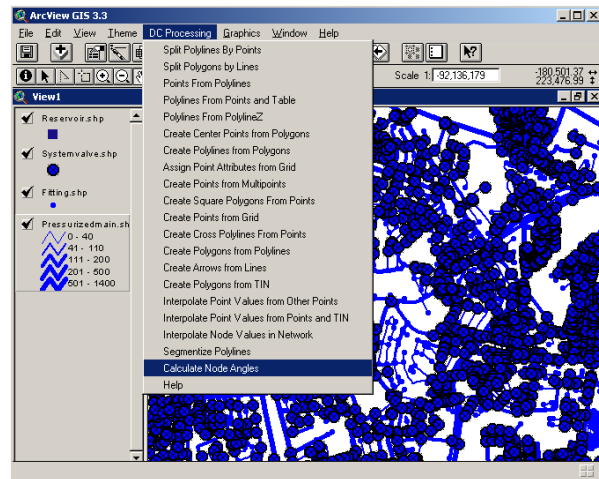 ArcView GIS 3.3
File Edit View Theme DC Processing Graphics Window Help
Scale 1: -92,136,179
-180,501.37
223,476.99
View1
Reservoir.shp
Systemvalve.shp
Fitting.shp
Pressurizedmain.sh
0 - 40
41 - 110
111 - 200
201 - 500
501 - 1400
Split Polylines By Points
Split Polygons by Lines
Points From Polylines
Polylines From Points and Table
Polylines From PolylineZ
Create Center Points from Polygons
Create Polylines from Polygons
Assign Point Attributes from Grid
Create Points from Multipoints
Create Square Polygons From Points
Create Points from Grid
Create Cross Polylines From Points
Create Polygons from Polylines
Create Arrows from Lines
Create Polygons from TIN
Interpolate Point Values from Other Points
Interpolate Point Values from Points and TIN
Interpolate Node Values in Network
Segmentize Polylines
Calculate Node Angles
Help